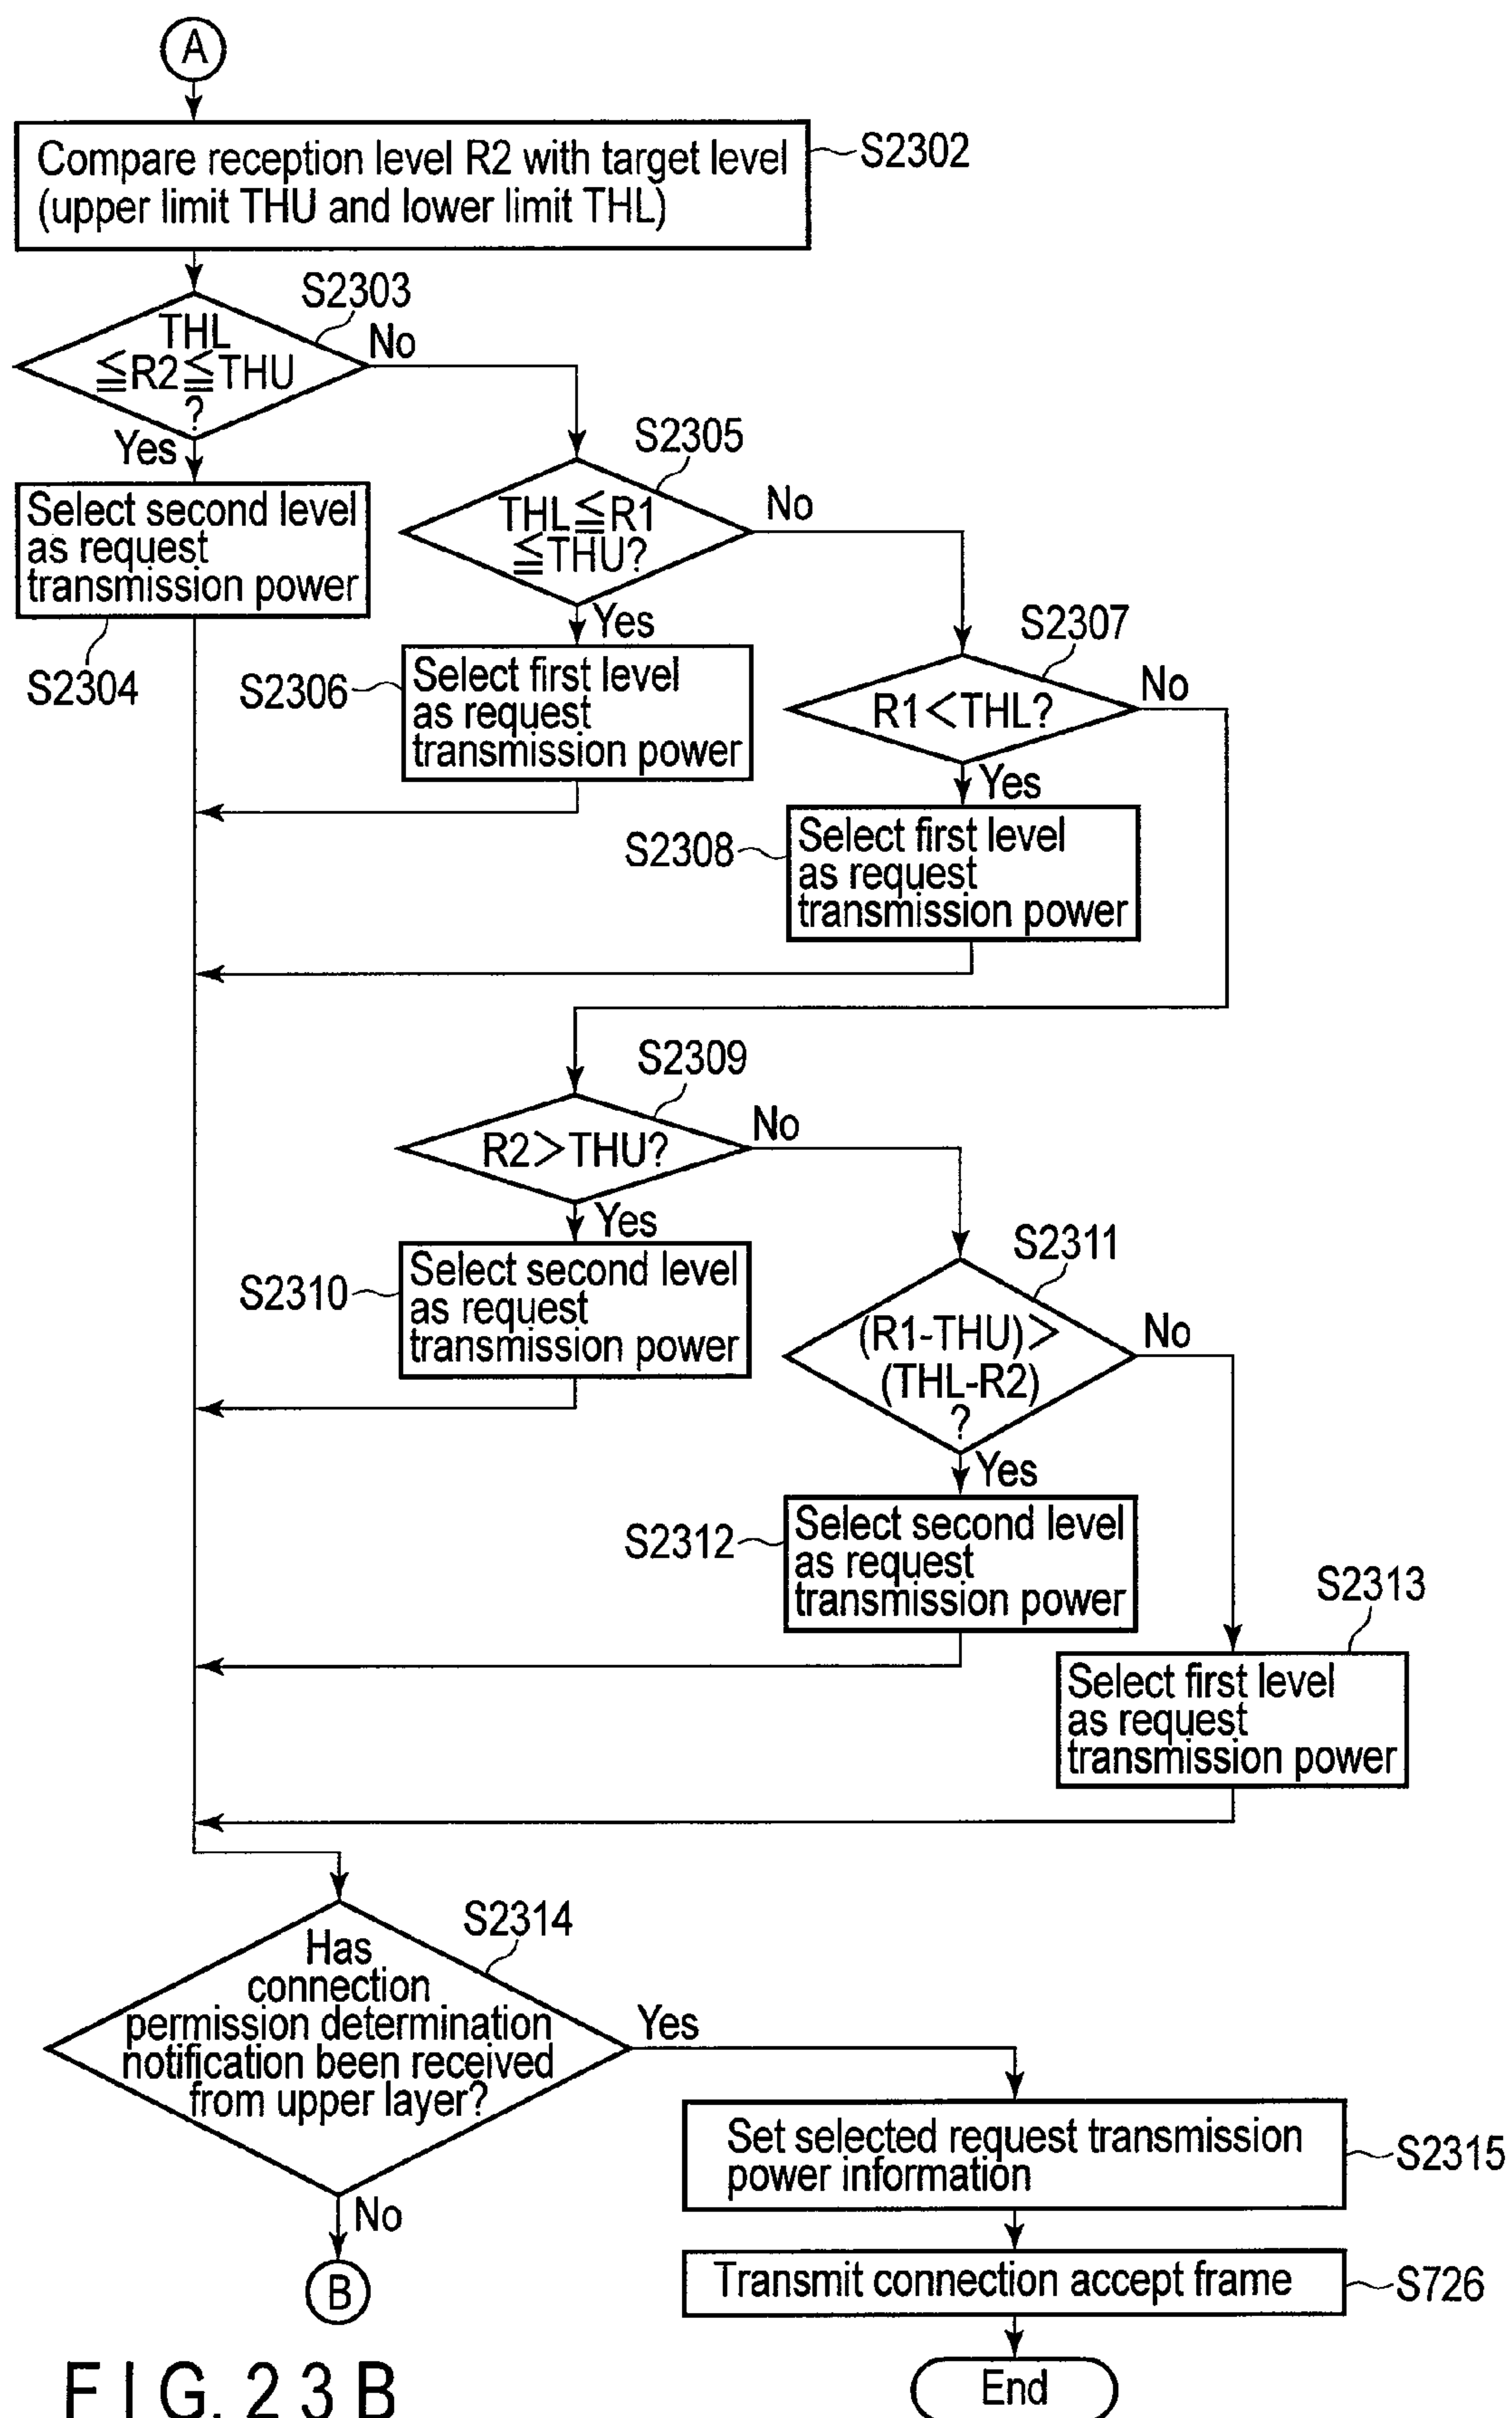 A
Compare reception level R2 with target level
(upper limit THU and lower limit THL)
S2302
S2303
THL
≦R2≦THU
?
No
Yes
S2305
THL≦R1
≦THU?
No
Select second level
as request
transmission power
S2304
Yes
S2306
Select first level
as request
transmission power
S2307
R1<THL?
No
Yes
S2308
Select first level
as request
transmission power
S2309
R2>THU?
No
Yes
S2310
Select second level
as request
transmission power
S2311
(R1-THU)>
(THL-R2)
?
No
Yes
S2312
Select second level
as request
transmission power
S2313
Select first level
as request
transmission power
S2314
Has
connection
permission determination
notification been received
from upper layer?
Yes
No
B
Set selected request transmission
power information
S2315
Transmit connection accept frame
S726
End
FIG. 23B